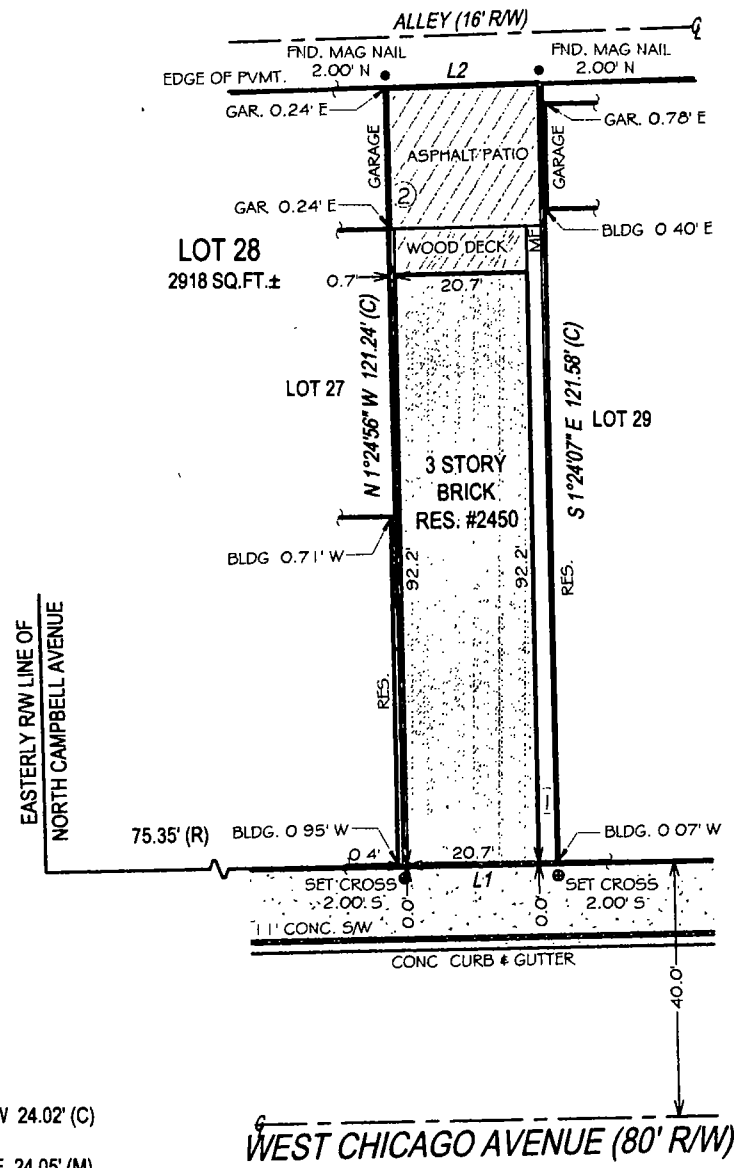 ALLEY (16' R/W)
FND. MAG NAIL
2.00' N
L2
FND. MAG NAIL
2.00' N
EDGE OF PVMT.
GAR. 0.24' E
GAR. 0.78' E
GARAGE
ASPHALT PATIO
GARAGE
2
GAR 0.24' E
BLDG 0 40' E
LOT 28
2918 SQ.FT.±
WOOD DECK
0.7'
20.7'
N 1°24'56" W 121.24' (C)
LOT 27
S 1°24'07" E 121.58' (C)
LOT 29
3 STORY
BRICK
RES. #2450
BLDG 0.71' W
92.2'
92.2'
RES.
RES.
EASTERLY R/W LINE OF
NORTH CAMPBELL AVENUE
75.35' (R)
BLDG. 0 95' W
BLDG. 0 07' W
0 4'
20.7'
L1
SET CROSS
2.00' S
0.0'
0.0'
SET CROSS
2.00' S
11' CONC. S/W
CONC CURB & GUTTER
40.0'
24.02' (C)
24.05' (M)
WEST CHICAGO AVENUE (80' R/W)